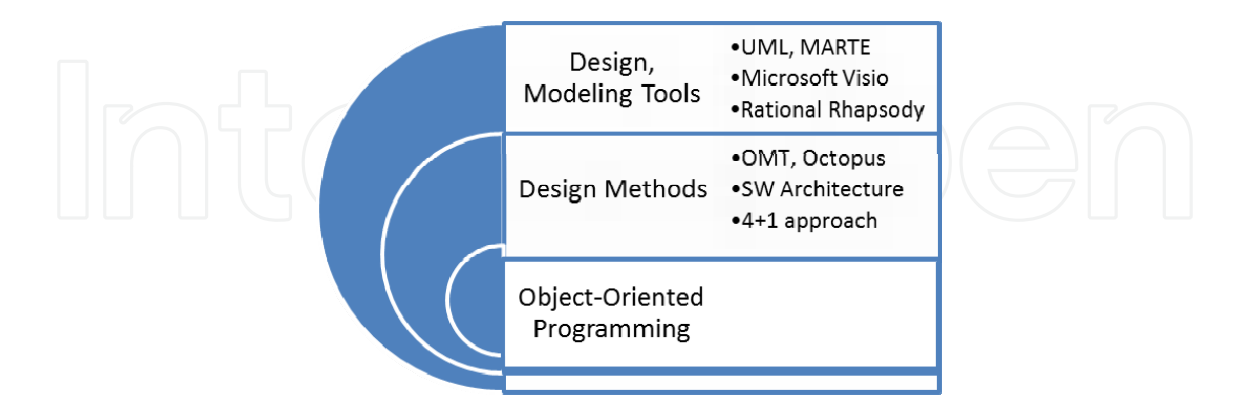 Design,
Modeling Tools
•UML, MARTE
•Microsoft Visio
•Rational Rhapsody
Design Methods
•OMT, Octopus
•SW Architecture
•4+1 approach
Object-Oriented
Programming